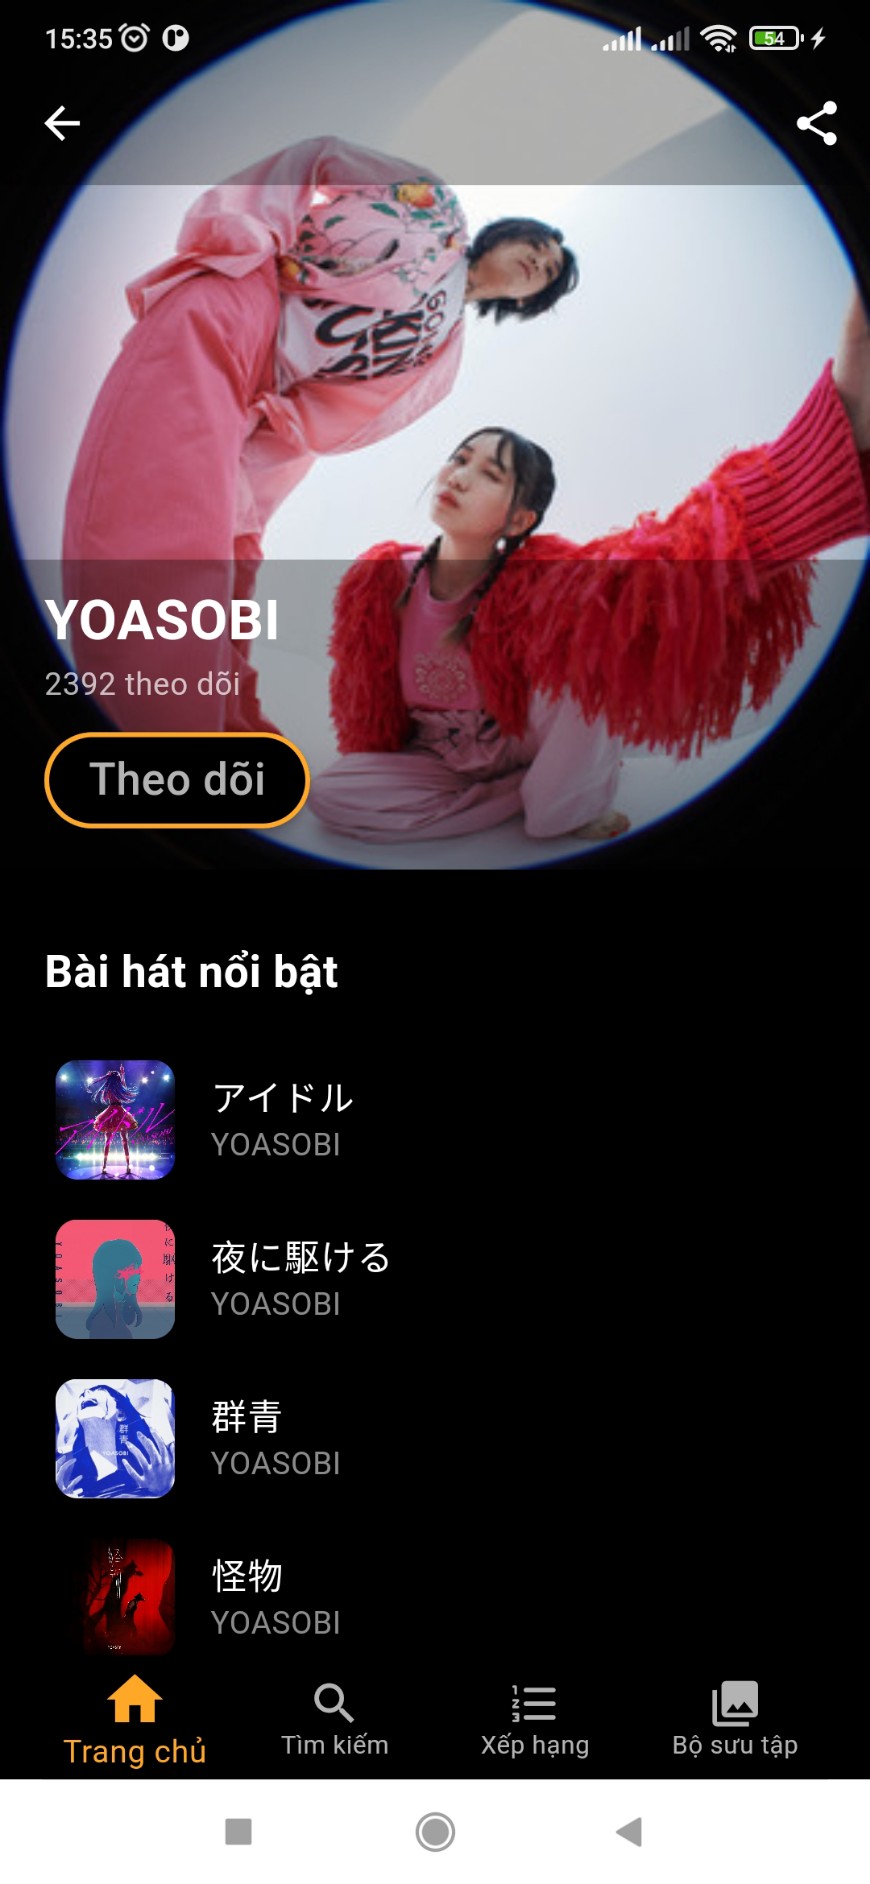 15:35
54
YOASOBI
2392 theo dõi
Theo dõi
Bài hát nổi bật
アイドル
YOASOBI
夜に駆ける
YOASOBI
群青
YOASOBI
怪物
YOASOBI
Trang chủ
Tìm kiếm
Xếp hạng
Bộ sưu tập